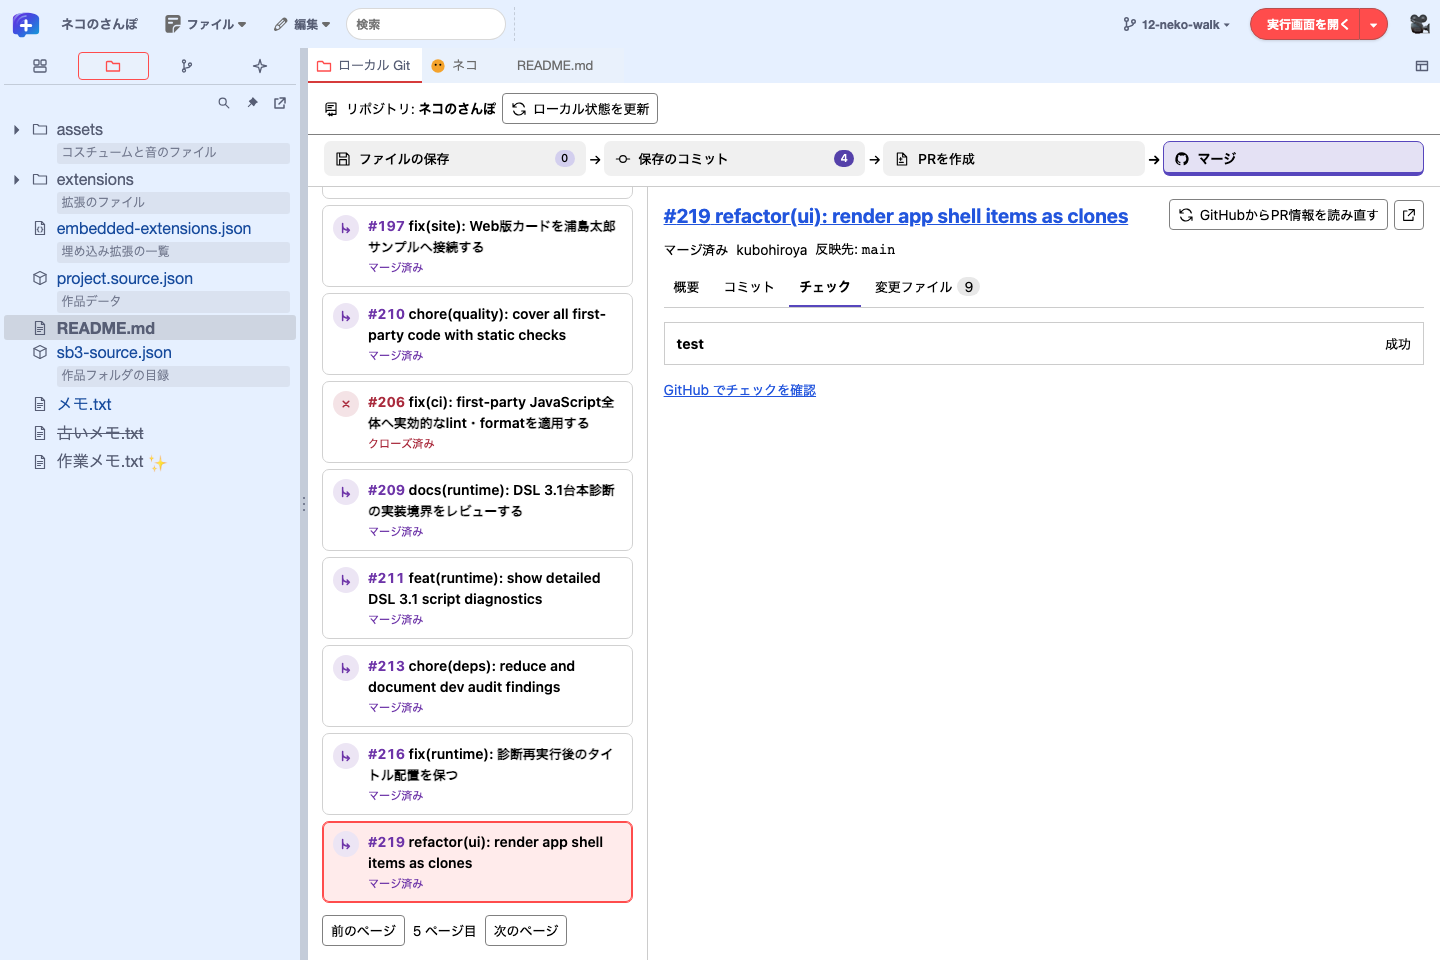 ネコのさんぽ
ファイル
編集
検索
12-neko-walk
実行画面を開く
ローカル Git
ネコ
README.md
リポジトリ: ネコのさんぽ
ローカル状態を更新
ファイルの保存 0
保存のコミット 4
PRを作成
マージ
assets
コスチュームと音のファイル
extensions
拡張のファイル
embedded-extensions.json
埋め込み拡張の一覧
project.source.json
作品データ
README.md
sb3-source.json
作品フォルダの目録
メモ.txt
古いメモ.txt
作業メモ.txt
#197 fix(site): Web版カードを浦島太郎
サンプルへ接続する
マージ済み
#210 chore(quality): cover all first-
party code with static checks
マージ済み
#206 fix(ci): first-party JavaScript全
体へ実効的なlint・formatを適用する
クローズ済み
#209 docs(runtime): DSL 3.1台本診断
の実装境界をレビューする
マージ済み
#211 feat(runtime): show detailed
DSL 3.1 script diagnostics
マージ済み
#213 chore(deps): reduce and
document dev audit findings
マージ済み
#216 fix(runtime): 診断再実行後のタイ
トル配置を保つ
マージ済み
#219 refactor(ui): render app shell
items as clones
マージ済み
前のページ
5 ページ目
次のページ
#219 refactor(ui): render app shell items as clones
GitHubからPR情報を読み直す
マージ済み kubohiroya 反映先: main
概要
コミット
チェック
変更ファイル 9
test
成功
GitHub でチェックを確認